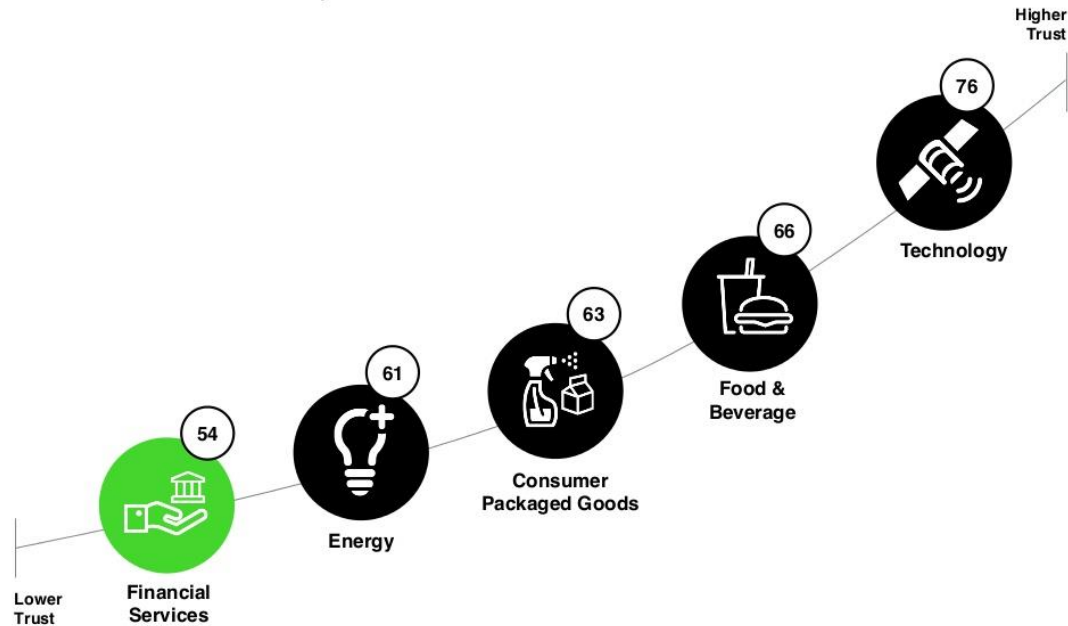 Higher
Trust
76
Technology
66
Food &
Beverage
63
Consumer
Packaged Goods
61
Energy
54
Financial
Services
Lower
Trust